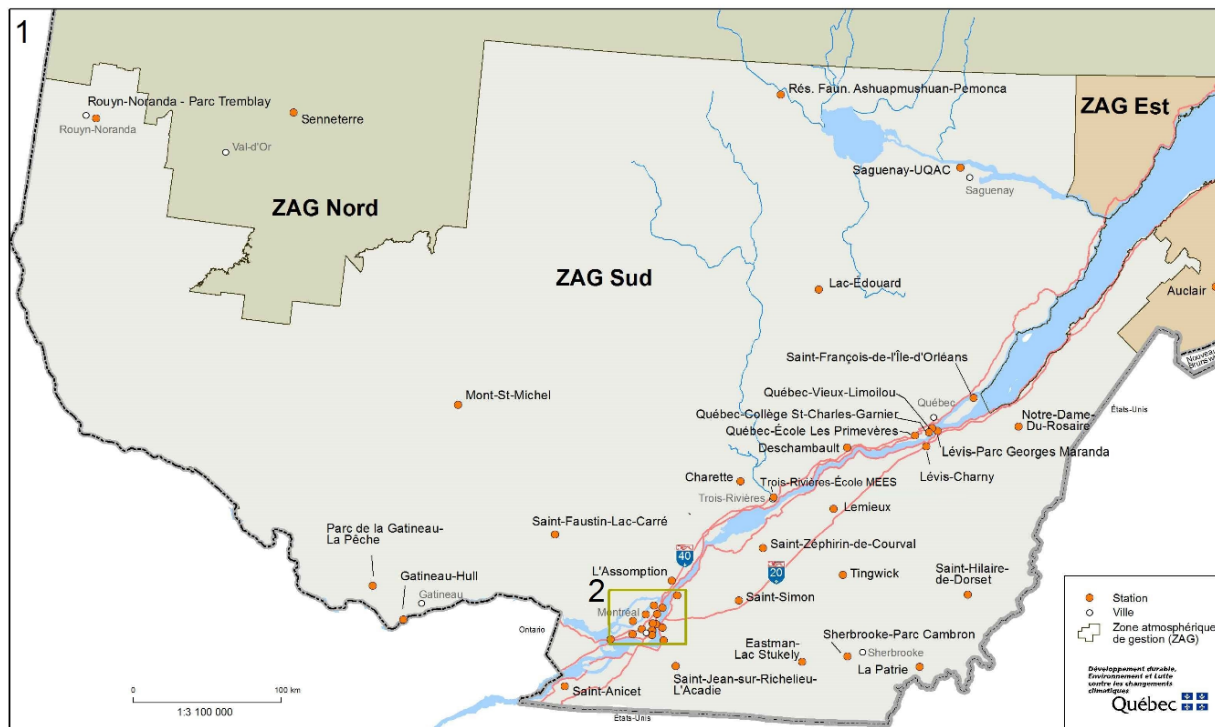 1
Rouyn-Noranda - Parc Tremblay
Rouyn-Noranda
Senneterre
Val-d'Or
ZAG Nord
Rés. Faun. Ashuapmushuan-Pémonca
ZAG Est
Saguenay-UQAC
Saguenay
ZAG Sud
Lac-Édouard
Auclair
Saint-François-de-l'Île-d'Orléans
États-Unis
Mont-St-Michel
Québec-Vieux-Limoilou
Québec
Québec-Collège St-Charles-Garnier
Québec-École Les Primevères
Deschambault
Notre-Dame-
Du-Rosaire
Lévis-Parc Georges Maranda
Lévis-Charny
Charette
Trois-Rivières-École MEES
Trois-Rivières
Lemieux
Saint-Faustin-Lac-Carré
Parc de la Gatineau-
La Pêche
Saint-Zéphirin-de-Courval
40
20
L'Assomption
Tingwick
Saint-Hilaire-
de-Dorset
Gatineau-Hull
Gatineau
2
Montréal
Saint-Simon
Ontario
Eastman-
Lac Stukely
Sherbrooke-Parc Cambron
Sherbrooke
La Patrie
Saint-Jean-sur-Richelieu-
L'Acadie
Saint-Anicet
États-Unis
0
100 km
1:3 100 000
Station
Ville
Zone atmosphérique
de gestion (ZAG)
Développement durable,
Environnement et Lutte
contre les changements
climatiques
Québec